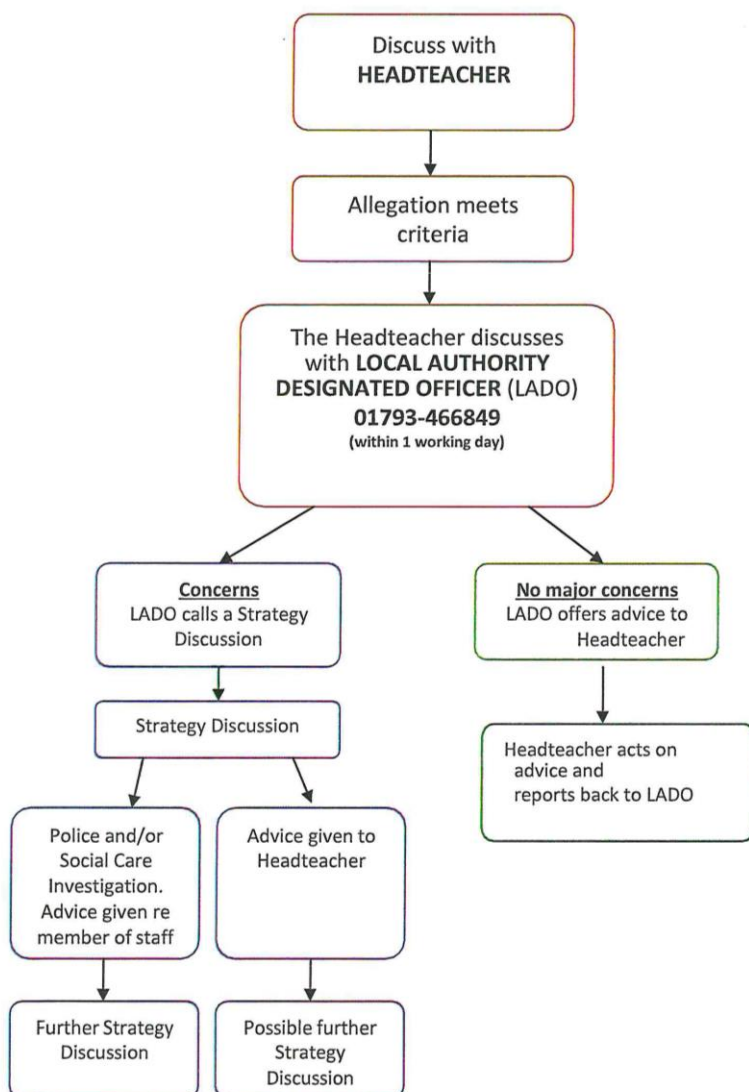 Discuss with
HEADTEACHER
Allegation meets
criteria
The Headteacher discusses
with LOCAL AUTHORITY
DESIGNATED OFFICER (LADO)
01793-466849
(within 1 working day)
Concerns
LADO calls a Strategy
Discussion
No major concerns
LADO offers advice to
Headteacher
Strategy Discussion
Headteacher acts on
advice and
reports back to LADO
Police and/or
Social Care
Investigation.
Advice given re
member of staff
Advice given to
Headteacher
Further Strategy
Discussion
Possible further
Strategy
Discussion